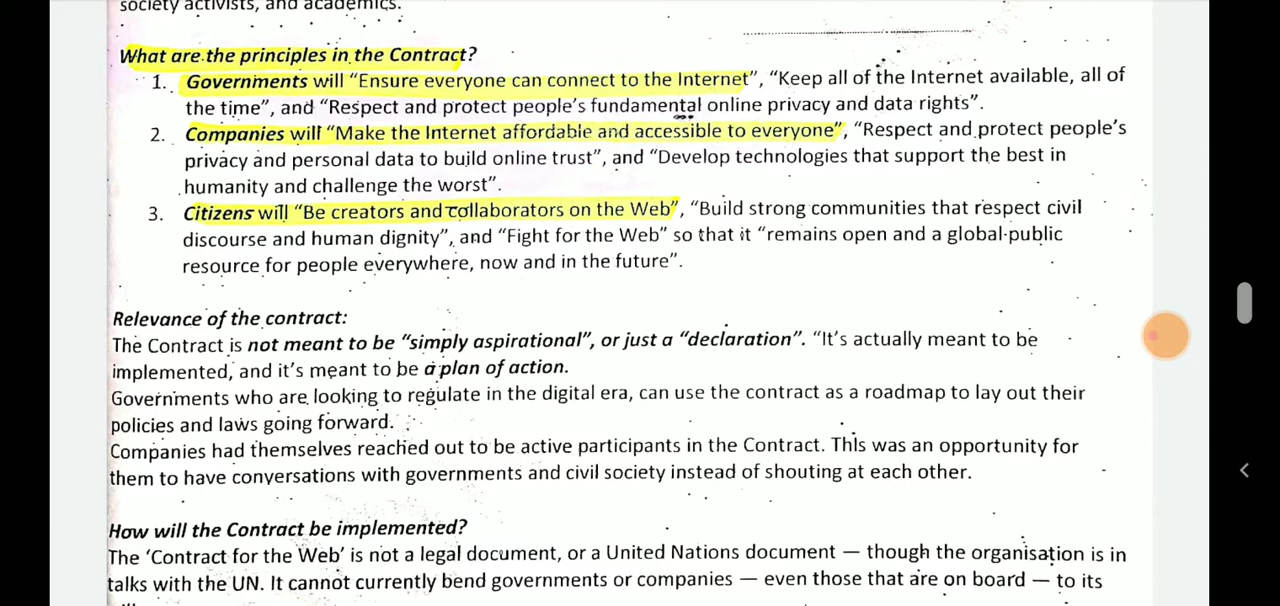 society activists, and academics.
What are the principles in the Contract?
1. Governments will “Ensure everyone can connect to the Internet”, “Keep all of the Internet available, all of
the time”, and “Respect and protect people’s fundamental online privacy and data rights”.
2. Companies will “Make the Internet affordable and accessible to everyone”, “Respect and protect people’s
privacy and personal data to build online trust”, and “Develop technologies that support the best in
humanity and challenge the worst”.
3. Citizens will “Be creators and collaborators on the Web”, “Build strong communities that respect civil
discourse and human dignity”, and “Fight for the Web” so that it “remains open and a global public
resource for people everywhere, now and in the future”.
Relevance of the contract:
The Contract is not meant to be “simply aspirational”, or just a “declaration”. “It’s actually meant to be
implemented, and it’s meant to be a plan of action.
Governments who are looking to regulate in the digital era, can use the contract as a roadmap to lay out their
policies and laws going forward.
Companies had themselves reached out to be active participants in the Contract. This was an opportunity for
them to have conversations with governments and civil society instead of shouting at each other.
How will the Contract be implemented?
The ‘Contract for the Web’ is not a legal document, or a United Nations document — though the organisation is in
talks with the UN. It cannot currently bend governments or companies — even those that are on board — to its